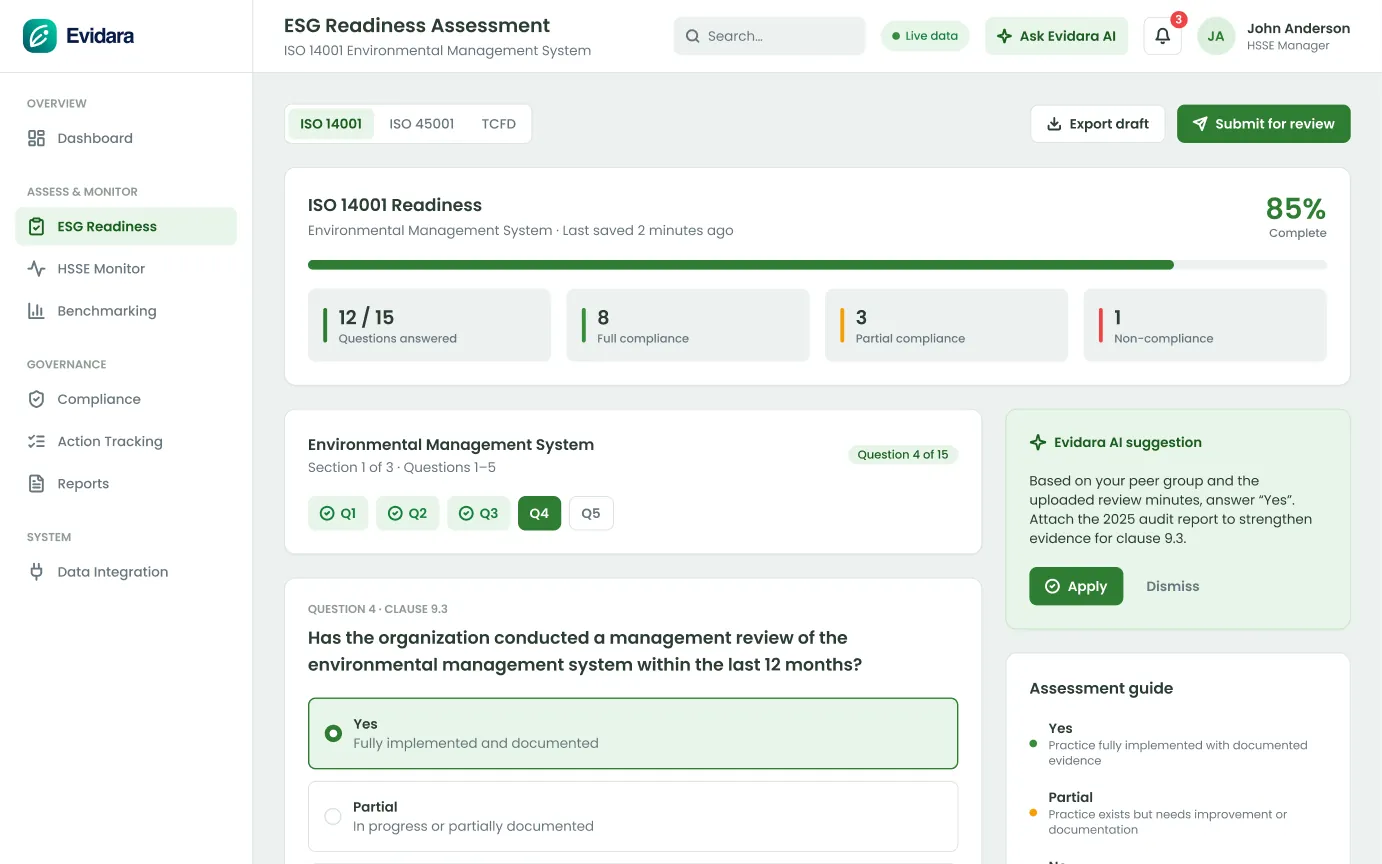 Evidara
ESG Readiness Assessment
ISO 14001 Environmental Management System
Search...
Live data
Ask Evidara AI
3
JA
John Anderson
HSSE Manager
OVERVIEW
Dashboard
ASSESS & MONITOR
ESG Readiness
HSSE Monitor
Benchmarking
GOVERNANCE
Compliance
Action Tracking
Reports
SYSTEM
Data Integration
ISO 14001
ISO 45001
TCFD
Export draft
Submit for review
ISO 14001 Readiness
Environmental Management System · Last saved 2 minutes ago
85%
Complete
12 / 15
Questions answered
8
Full compliance
3
Partial compliance
1
Non-compliance
Environmental Management System
Section 1 of 3 · Questions 1–5
Question 4 of 15
Q1
Q2
Q3
Q4
Q5
QUESTION 4 · CLAUSE 9.3
Has the organization conducted a management review of the
environmental management system within the last 12 months?
Yes
Fully implemented and documented
Partial
In progress or partially documented
Evidara AI suggestion
Based on your peer group and the
uploaded review minutes, answer “Yes”.
Attach the 2025 audit report to strengthen
evidence for clause 9.3.
Apply
Dismiss
Assessment guide
Yes
Practice fully implemented with documented
evidence
Partial
Practice exists but needs improvement or
documentation